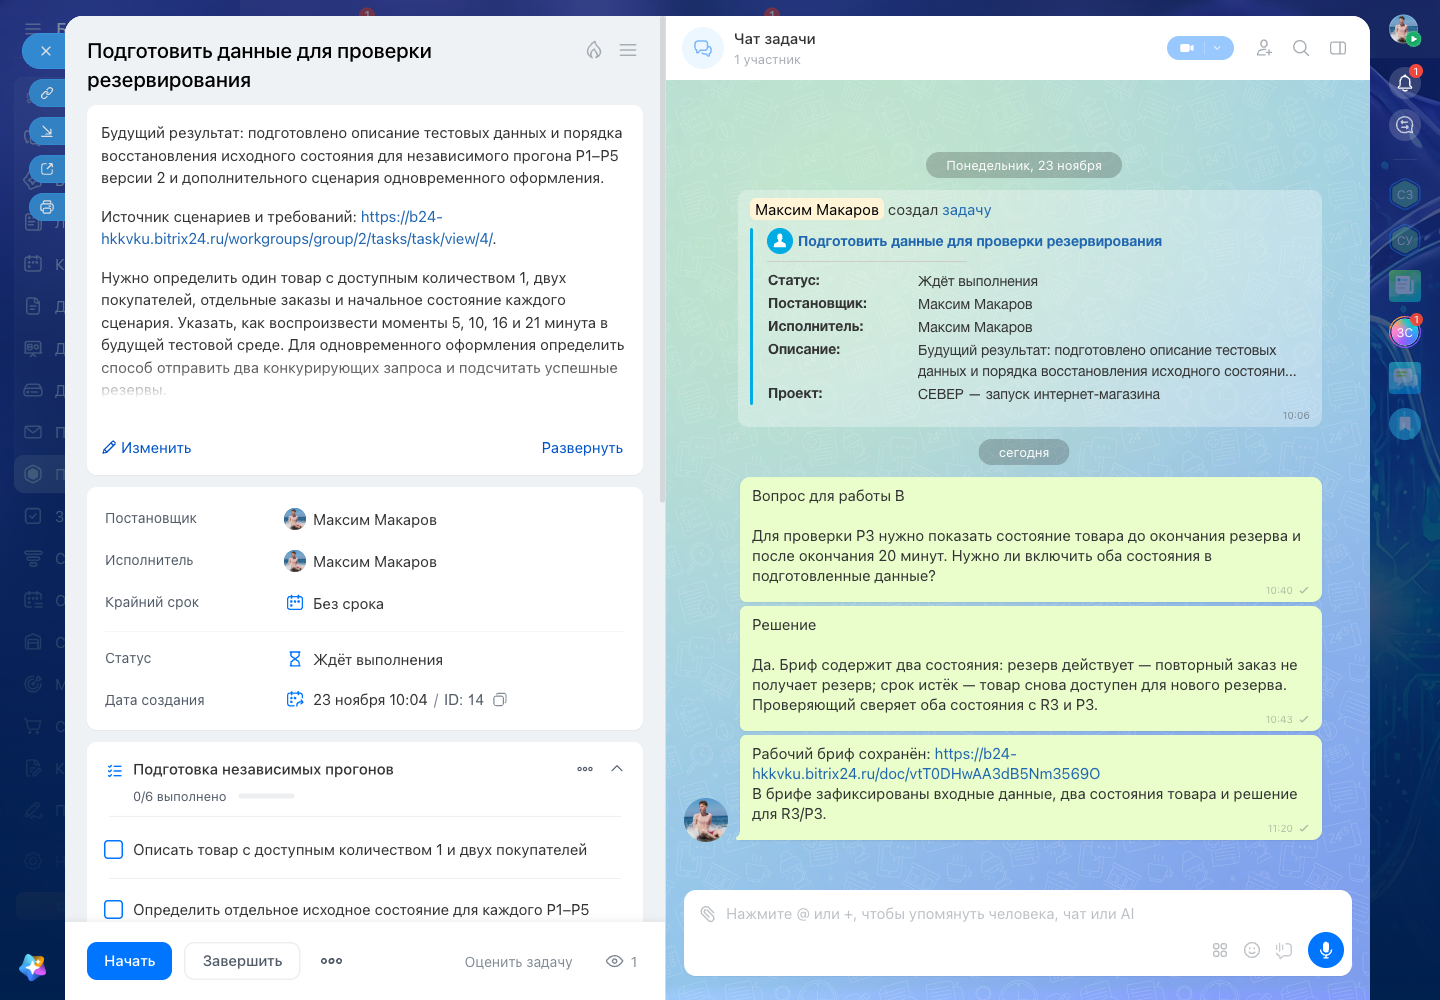 Подготовить данные для проверки
резервирования
Будущий результат: подготовлено описание тестовых данных и порядка
восстановления исходного состояния для независимого прогона P1–P5
версии 2 и дополнительного сценария одновременного оформления.
Источник сценариев и требований: https://b24-
hkkvku.bitrix24.ru/workgroups/group/2/tasks/task/view/4/.
Нужно определить один товар с доступным количеством 1, двух
покупателей, отдельные заказы и начальное состояние каждого
сценария. Указать, как воспроизвести моменты 5, 10, 16 и 21 минута в
будущей тестовой среде. Для одновременного оформления определить
способ отправить два конкурирующих запроса и подсчитать успешные
резервы.
Изменить
Развернуть
Постановщик
Максим Макаров
Исполнитель
Максим Макаров
Крайний срок
Без срока
Статус
Ждёт выполнения
Дата создания
23 ноября 10:04 / ID: 14
Подготовка независимых прогонов
0/6 выполнено
Описать товар с доступным количеством 1 и двух покупателей
Определить отдельное исходное состояние для каждого P1–P5
Начать
Завершить
Оценить задачу
1
Чат задачи
1 участник
Понедельник, 23 ноября
Максим Макаров создал задачу
Подготовить данные для проверки резервирования
Статус: Ждёт выполнения
Постановщик: Максим Макаров
Исполнитель: Максим Макаров
Описание: Будущий результат: подготовлено описание тестовых
данных и порядка восстановления исходного состояни...
Проект: СЕВЕР — запуск интернет-магазина
10:06
сегодня
Вопрос для работы B
Для проверки P3 нужно показать состояние товара до окончания резерва и
после окончания 20 минут. Нужно ли включить оба состояния в
подготовленные данные?
10:40
Решение
Да. Бриф содержит два состояния: резерв действует — повторный заказ не
получает резерв; срок истёк — товар снова доступен для нового резерва.
Проверяющий сверяет оба состояния с R3 и P3.
10:43
Рабочий бриф сохранён: https://b24-
hkkvku.bitrix24.ru/doc/vtT0DHwAA3dB5Nm3569O
В брифе зафиксированы входные данные, два состояния товара и решение
для R3/P3.
11:20
Нажмите @ или +, чтобы упомянуть человека, чат или AI
1
СЗ
СУ
1
ЗС